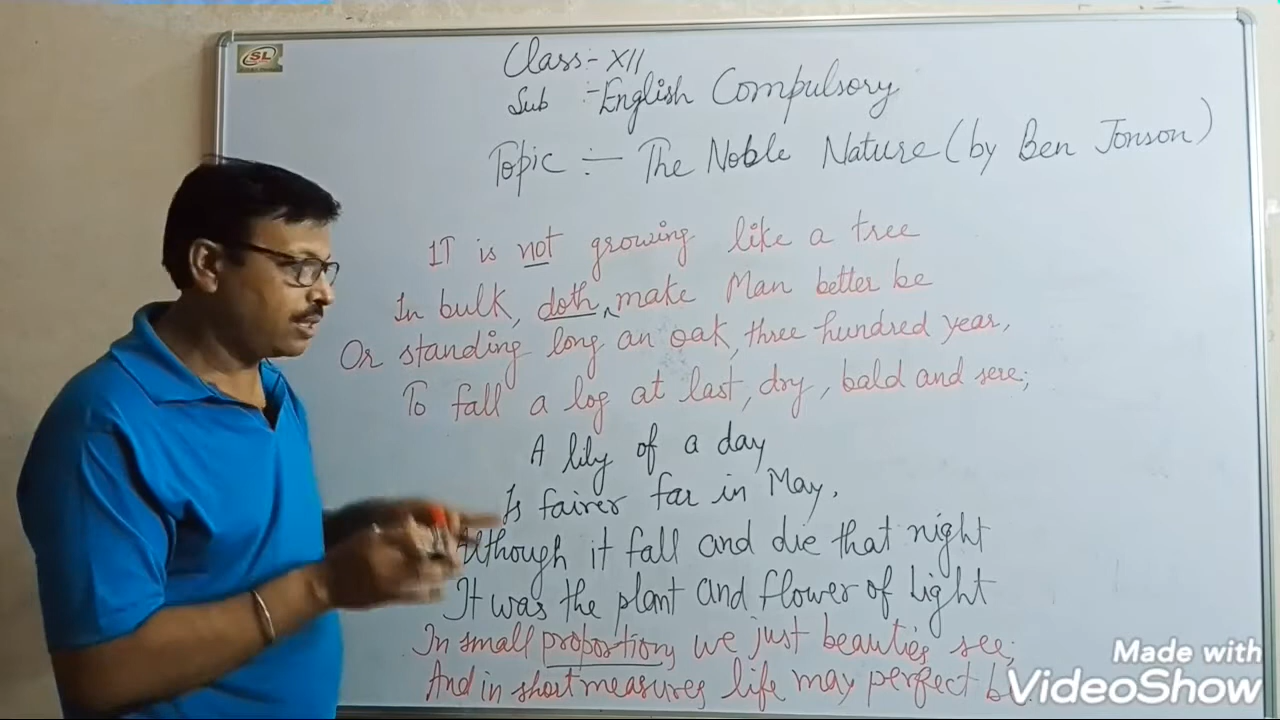 SL
Class:- XII
Sub :- English Compulsory
Topic :- The Noble Nature (by Ben Jonson)
IT is not growing like a tree
In bulk, doth ^ make Man better be
Or standing long an oak, three hundred year,
To fall a log at last, dry, bald and sere;
A lily of a day
Is fairer far in May,
Although it fall and die that night
It was the plant and flower of light
In small proportions we just beauties see;
And in short measures life may perfect
Made with
VideoShow